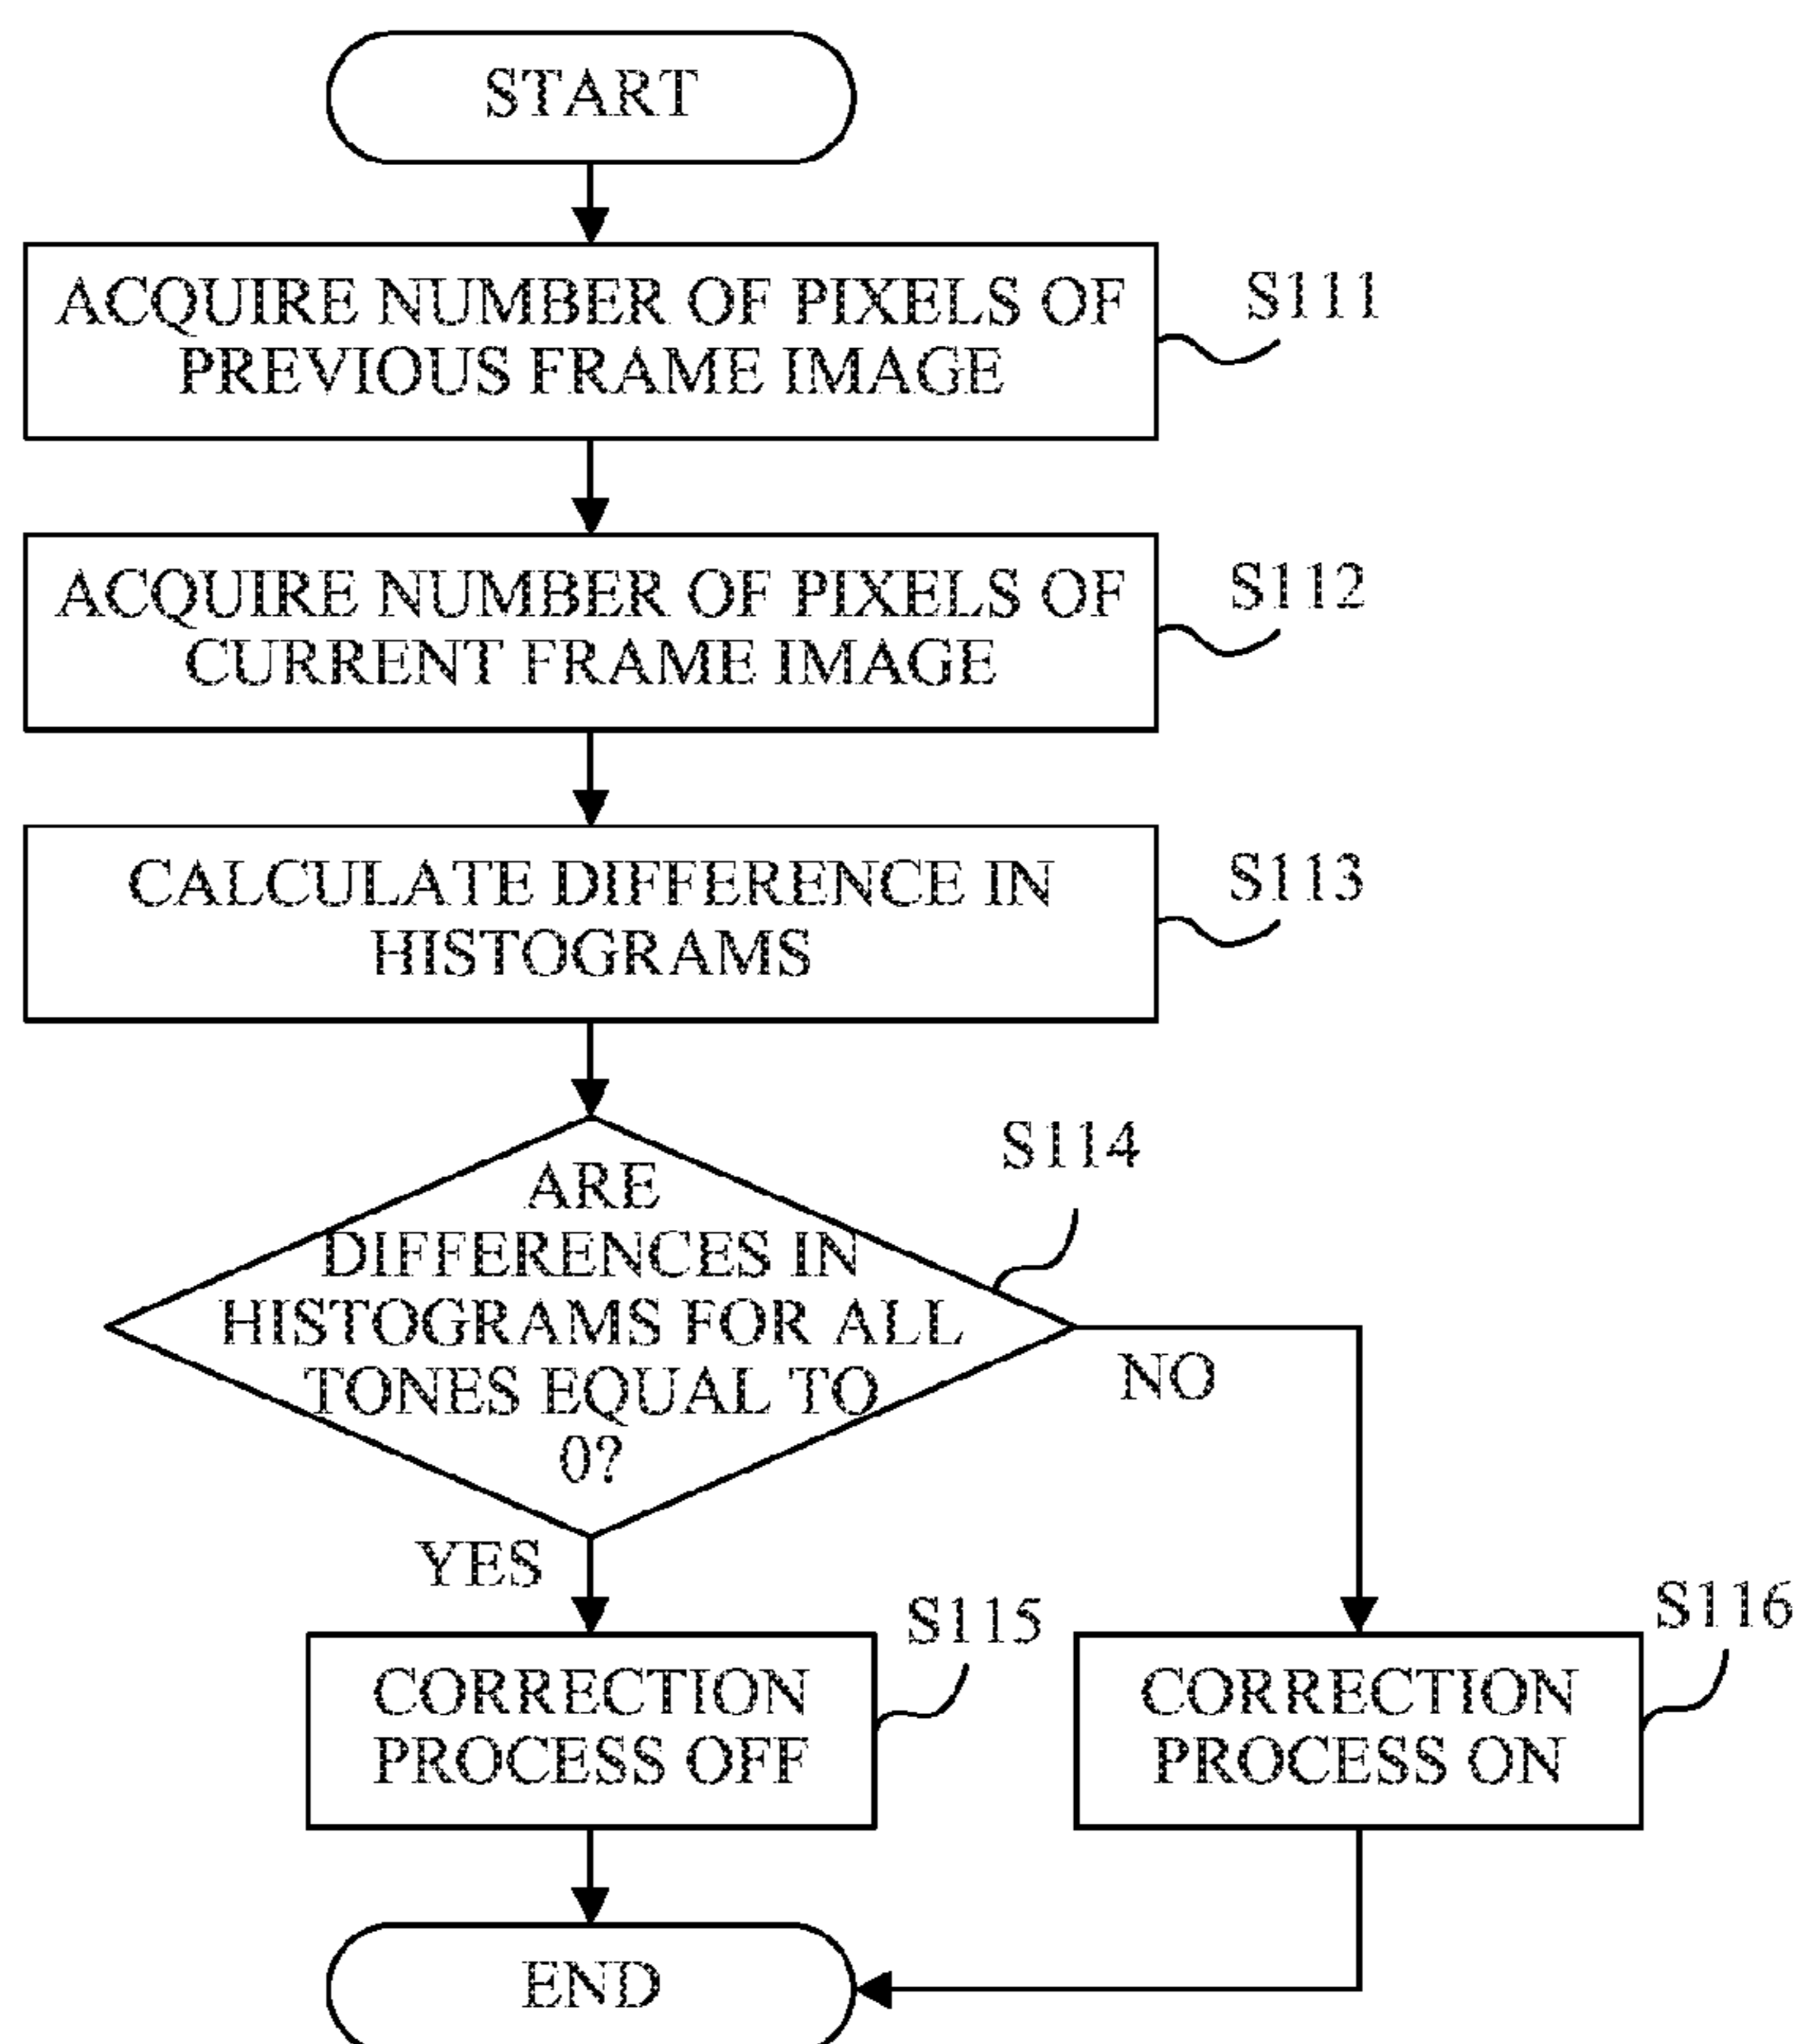 START
ACQUIRE NUMBER OF PIXELS OF
PREVIOUS FRAME IMAGE
S111
ACQUIRE NUMBER OF PIXELS OF
CURRENT FRAME IMAGE
S112
CALCULATE DIFFERENCE IN
HISTOGRAMS
S113
ARE
DIFFERENCES IN
HISTOGRAMS FOR ALL
TONES EQUAL TO
0?
S114
NO
YES
CORRECTION
PROCESS OFF
S115
CORRECTION
PROCESS ON
S116
END